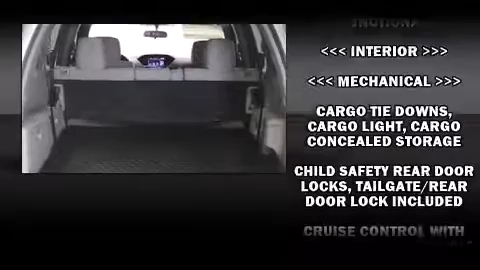 <<< INTERIOR >>>
<<< MECHANICAL >>>
CARGO TIE DOWNS,
CARGO LIGHT, CARGO
CONCEALED STORAGE
CHILD SAFETY REAR DOOR
LOCKS, TAILGATE/REAR
DOOR LOCK INCLUDED
CRUISE CONTROL WITH